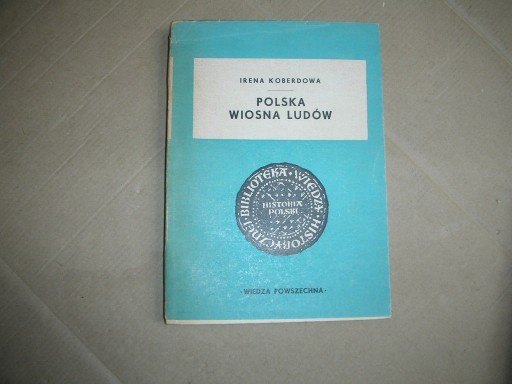 IRENA KOBERDOWA
POLSKA
WIOSNA LUDÓW
BIBLIOTEKA · WIEDZY · HISTORYCZNEJ
HISTORIA
POLSKI
·WIEDZA POWSZECHNA·